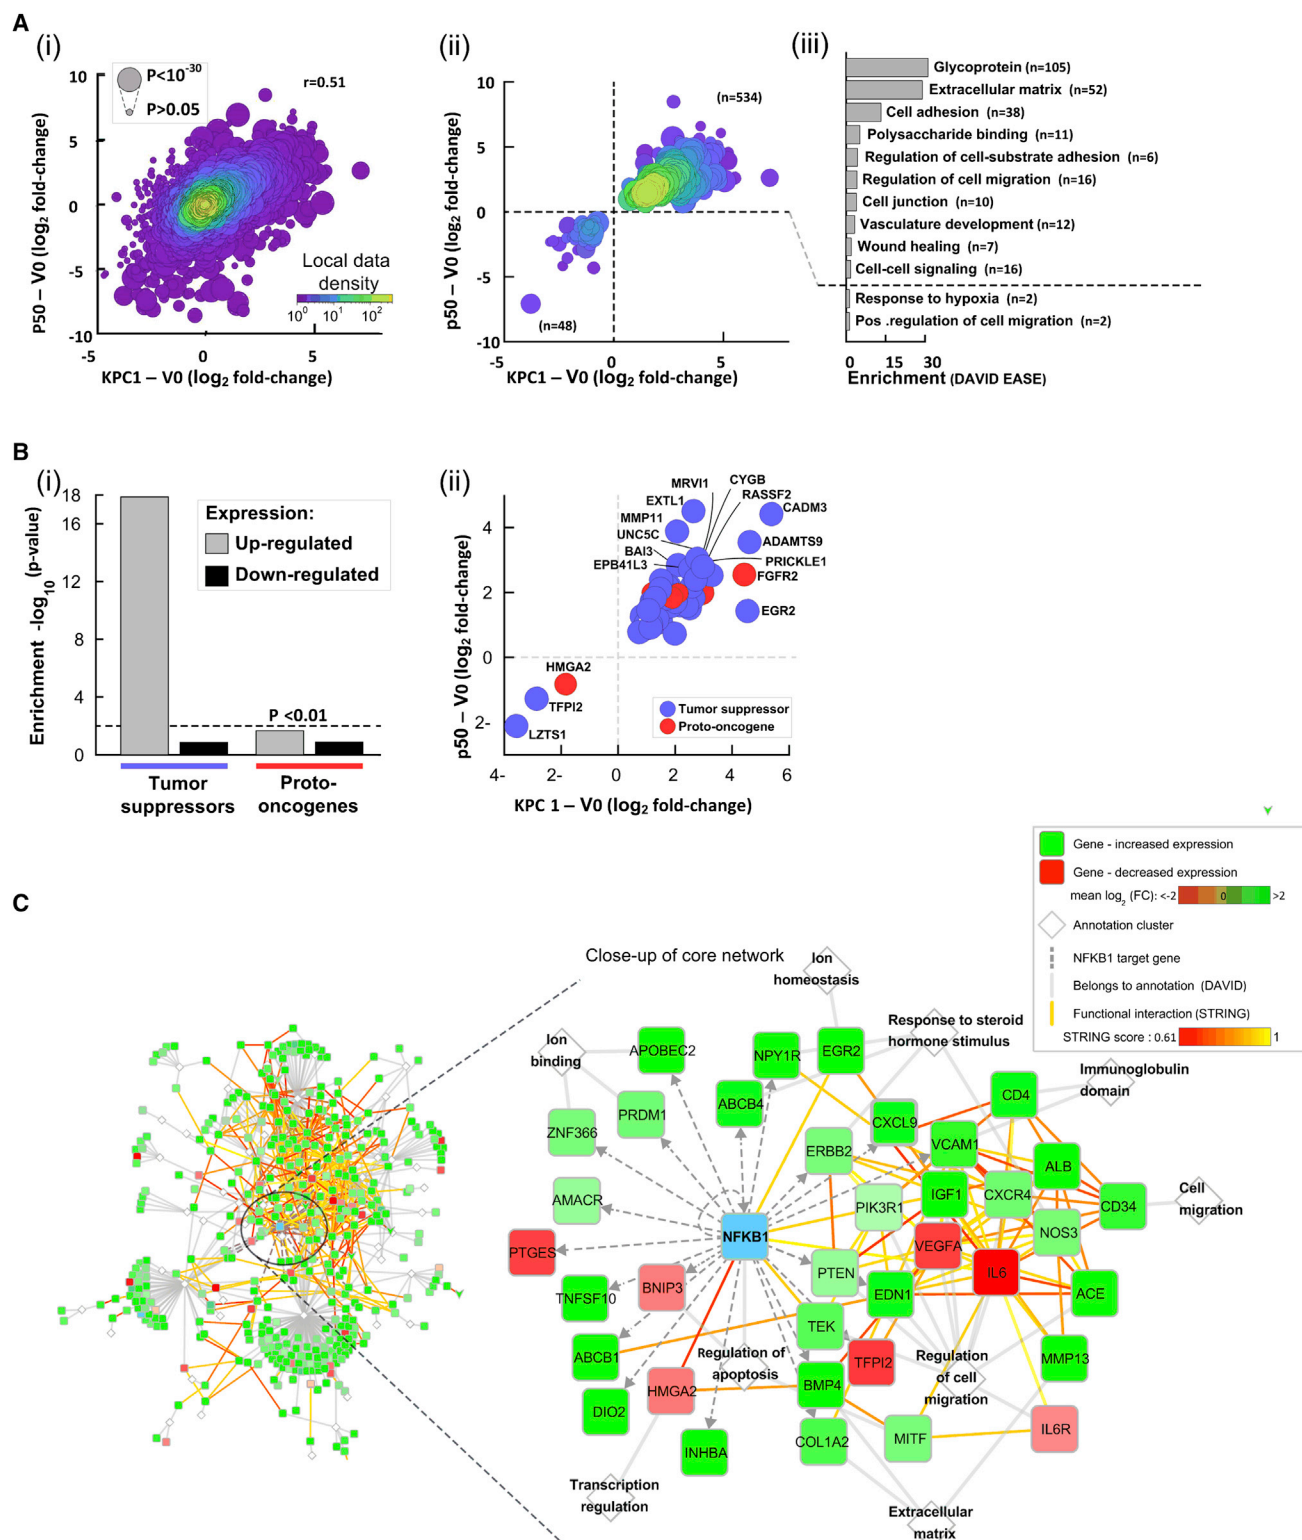 A
(i)
P<10-30
P>0.05
r=0.51
10
5
0
-5
-10
P50 – V0 (log2 fold-change)
Local data
density
100 101 102
-5 0 5
KPC1 – V0 (log2 fold-change)
(ii)
10
5
0
-5
-10
p50 – V0 (log2 fold-change)
(n=534)
(n=48)
-5 0 5
KPC1 – V0 (log2 fold-change)
(iii)
Glycoprotein (n=105)
Extracellular matrix (n=52)
Cell adhesion (n=38)
Polysaccharide binding (n=11)
Regulation of cell-substrate adhesion (n=6)
Regulation of cell migration (n=16)
Cell junction (n=10)
Vasculature development (n=12)
Wound healing (n=7)
Cell-cell signaling (n=16)
Response to hypoxia (n=2)
Pos .regulation of cell migration (n=2)
0 15 30
Enrichment (DAVID EASE)
B
(i)
18
16
12
8
4
0
Enrichment -log10 (p-value)
Expression:
Up-regulated
Down-regulated
P <0.01
Tumor
suppressors
Proto-
oncogenes
(ii)
4
2
0
2-
p50 – V0 (log2 fold-change)
MRVI1
CYGB
EXTL1
RASSF2
CADM3
MMP11
UNC5C
ADAMTS9
BAI3
PRICKLE1
EPB41L3
FGFR2
EGR2
HMGA2
TFPI2
LZTS1
Tumor suppressor
Proto-oncogene
4- 2- 0 2 4 6
KPC 1 – V0 (log2 fold-change)
C
Gene - increased expression
Gene - decreased expression
mean log2 (FC): <-2 0 >2
Annotation cluster
NFKB1 target gene
Belongs to annotation (DAVID)
Functional interaction (STRING)
STRING score : 0.61 1
Close-up of core network
Ion
homeostasis
Response to steroid
hormone stimulus
Ion
binding
Immunoglobulin
domain
Cell
migration
APOBEC2
NPY1R
EGR2
ABCB4
PRDM1
ZNF366
CXCL9
CD4
VCAM1
ERBB2
ALB
AMACR
PIK3R1
IGF1
CXCR4
CD34
NFKB1
NOS3
PTGES
VEGFA
PTEN
IL6
BNIP3
TNFSF10
EDN1
ACE
TEK
ABCB1
Regulation of
apoptosis
TFPI2
Regulation
of cell
migration
MMP13
HMGA2
BMP4
DIO2
IL6R
INHBA
COL1A2
MITF
Transcription
regulation
Extracellular
matrix